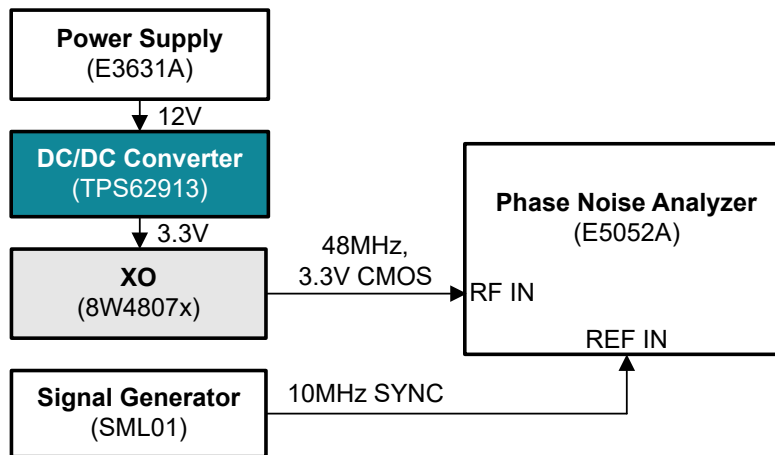 Power Supply
(E3631A)
12V
DC/DC Converter
(TPS62913)
3.3V
XO
(8W4807x)
48MHz,
3.3V CMOS
Phase Noise Analyzer
(E5052A)
RF IN
REF IN
Signal Generator
(SML01)
10MHz SYNC